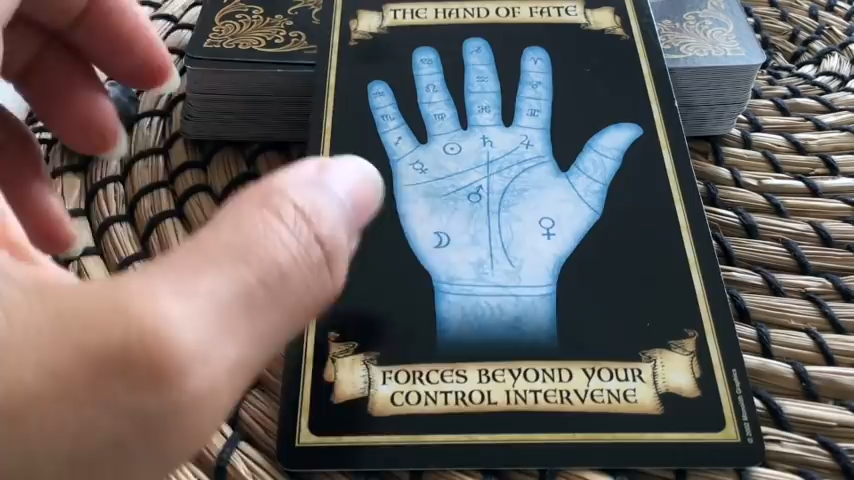 THE HAND OF FATE
FORCES BEYOND YOUR
CONTROL INTERVENE